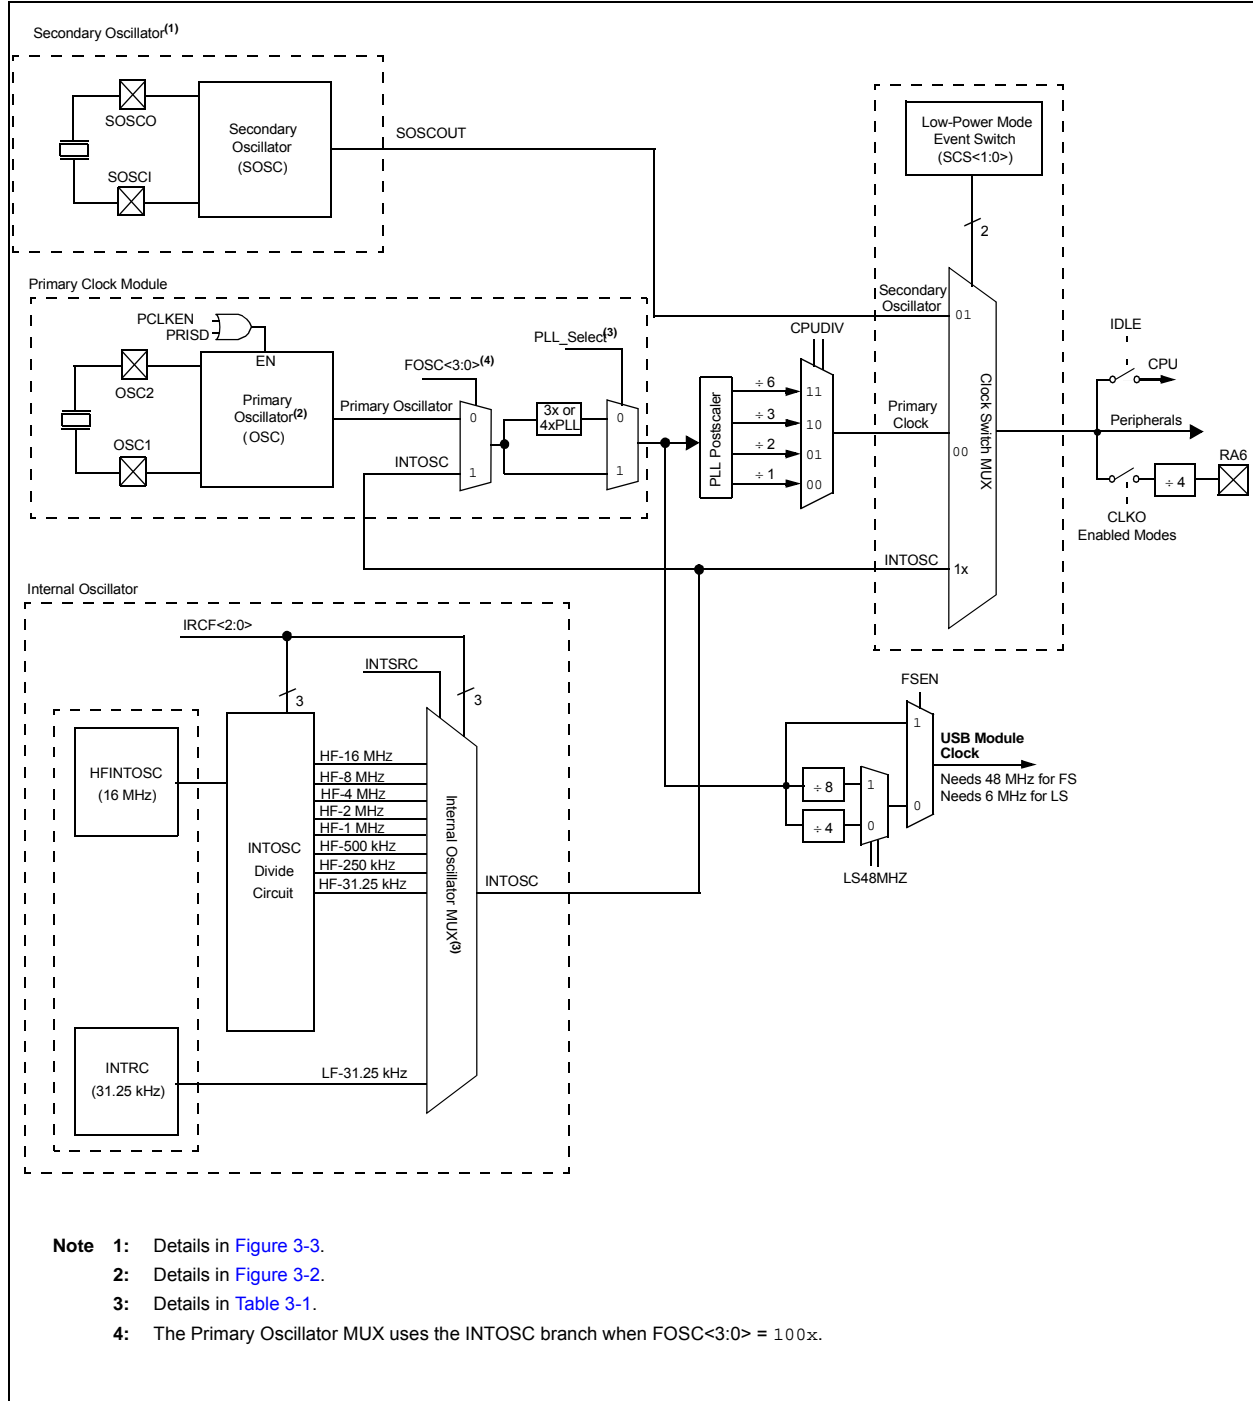 Secondary Oscillator(1)
SOSCO
SOSCI
Secondary
Oscillator
(SOSC)
SOSCOUT
Low-Power Mode
Event Switch
(SCS<1:0>)
2
Primary Clock Module
PCLKEN
PRISD
EN
OSC2
OSC1
Primary
Oscillator(2)
(OSC)
Primary Oscillator
INTOSC
FOSC<3:0>(4)
0
1
3x or
4xPLL
PLL_Select(3)
0
1
PLL Postscaler
÷ 6
÷ 3
÷ 2
÷ 1
CPUDIV
11
10
01
00
Secondary
Oscillator
01
Primary
Clock
00
INTOSC
1x
Clock Switch MUX
IDLE
CPU
Peripherals
RA6
÷ 4
CLKO
Enabled Modes
Internal Oscillator
IRCF<2:0>
INTSRC
3
3
HFINTOSC
(16 MHz)
INTOSC
Divide
Circuit
HF-16 MHz
HF-8 MHz
HF-4 MHz
HF-2 MHz
HF-1 MHz
HF-500 kHz
HF-250 kHz
HF-31.25 kHz
Internal Oscillator MUX(3)
INTOSC
INTRC
(31.25 kHz)
LF-31.25 kHz
FSEN
1
0
÷ 8
÷ 4
1
0
LS48MHZ
USB Module
Clock
Needs 48 MHz for FS
Needs 6 MHz for LS
Note 1: Details in Figure 3-3.
2: Details in Figure 3-2.
3: Details in Table 3-1.
4: The Primary Oscillator MUX uses the INTOSC branch when FOSC<3:0> = 100x.